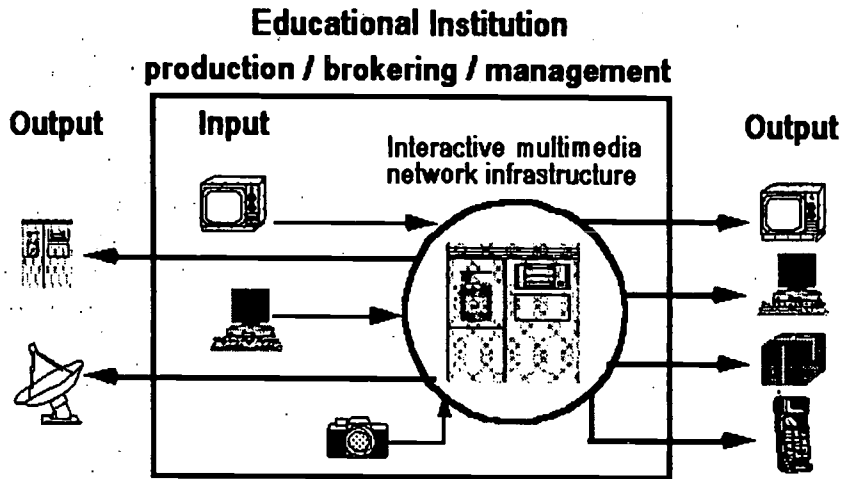 Educational Institution
production / brokering / management
Output
Input
Interactive multimedia
network infrastructure
Output